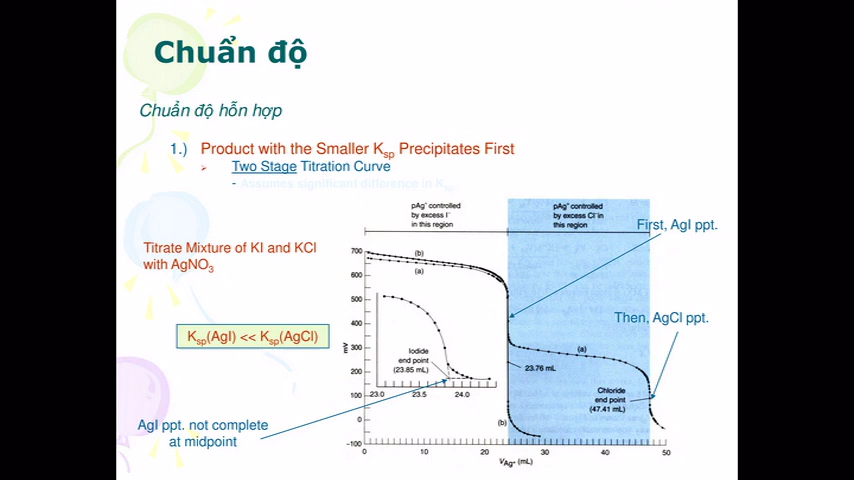 Chuẩn độ
Chuẩn độ hỗn hợp
1.) Product with the Smaller Ksp Precipitates First
➢ Two Stage Titration Curve
- Assumes significant difference in Ksp
pAg⁺ controlled
by excess I⁻
in this region
pAg⁺ controlled
by excess Cl⁻ in
this region
First, AgI ppt.
Titrate Mixture of KI and KCl
with AgNO3
Then, AgCl ppt.
Ksp(AgI) << Ksp(AgCl)
AgI ppt. not complete
at midpoint
mV
700
600
500
400
300
200
100
0
−100
(b)
(a)
(a)
(b)
Iodide
end point
(23.85 mL)
23.0 23.5 24.0
23.76 mL
Chloride
end point
(47.41 mL)
0 10 20 30 40 50
VAg⁺ (mL)